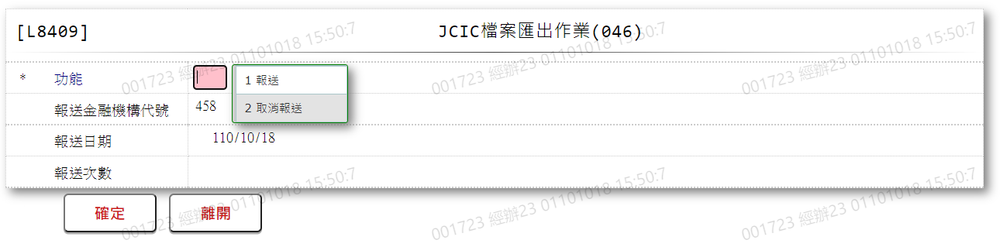 [L8409] JCIC檔案匯出作業(046)
* 功能 1 報送
2 取消報送
報送金融機構代號 458
報送日期 110/10/18
報送次數
確定 離開
001723 經辦23 01101018 15:50:7
001723 經辦23 01101018 15:50:7
001723 經辦23 01101018 15:50:7
001723 經辦23 01101018 15:50:7
001723 經辦23 01101018 15:50:7
001723 經辦23 01101018 15:50:7